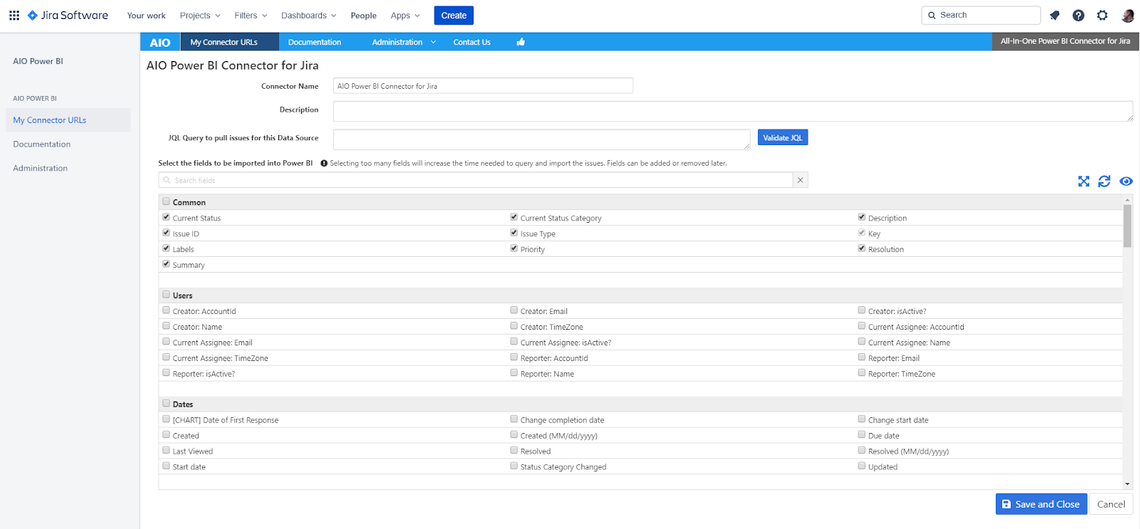 Jira Software Your work Projects Filters Dashboards People Apps Create Search
AIO My Connector URLs Documentation Administration Contact Us All-In-One Power BI Connector for Jira
AIO Power BI
AIO POWER BI
My Connector URLs
Documentation
Administration
AIO Power BI Connector for Jira
Connector Name AIO Power BI Connector for Jira
Description
JQL Query to pull issues for this Data Source Validate JQL
Select the fields to be imported into Power BI Selecting too many fields will increase the time needed to query and import the issues. Fields can be added or removed later.
Search fields
Common
Current Status Current Status Category Description
Issue ID Issue Type Key
Labels Priority Resolution
Summary
Users
Creator: AccountId Creator: Email Creator: isActive?
Creator: Name Creator: TimeZone Current Assignee: AccountId
Current Assignee: Email Current Assignee: isActive? Current Assignee: Name
Current Assignee: TimeZone Reporter: AccountId Reporter: Email
Reporter: isActive? Reporter: Name Reporter: TimeZone
Dates
[CHART] Date of First Response Change completion date Change start date
Created Created (MM/dd/yyyy) Due date
Last Viewed Resolved Resolved (MM/dd/yyyy)
Start date Status Category Changed Updated
Save and Close Cancel